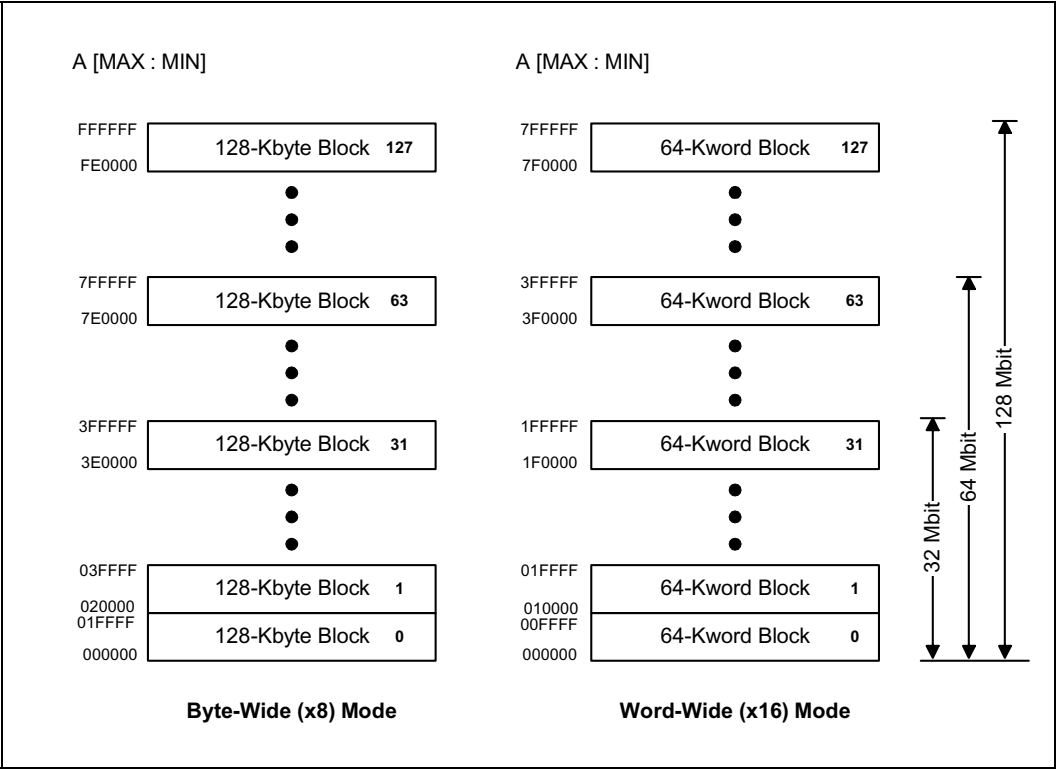 A [MAX : MIN]
A [MAX : MIN]
FFFFFF
128-Kbyte Block 127
FE0000
7FFFFF
64-Kword Block 127
7F0000
7FFFFF
128-Kbyte Block 63
7E0000
3FFFFF
64-Kword Block 63
3F0000
3FFFFF
128-Kbyte Block 31
3E0000
1FFFFF
64-Kword Block 31
1F0000
03FFFF
128-Kbyte Block 1
020000
01FFFF
128-Kbyte Block 0
000000
01FFFF
64-Kword Block 1
010000
00FFFF
64-Kword Block 0
000000
32 Mbit
64 Mbit
128 Mbit
Byte-Wide (x8) Mode
Word-Wide (x16) Mode